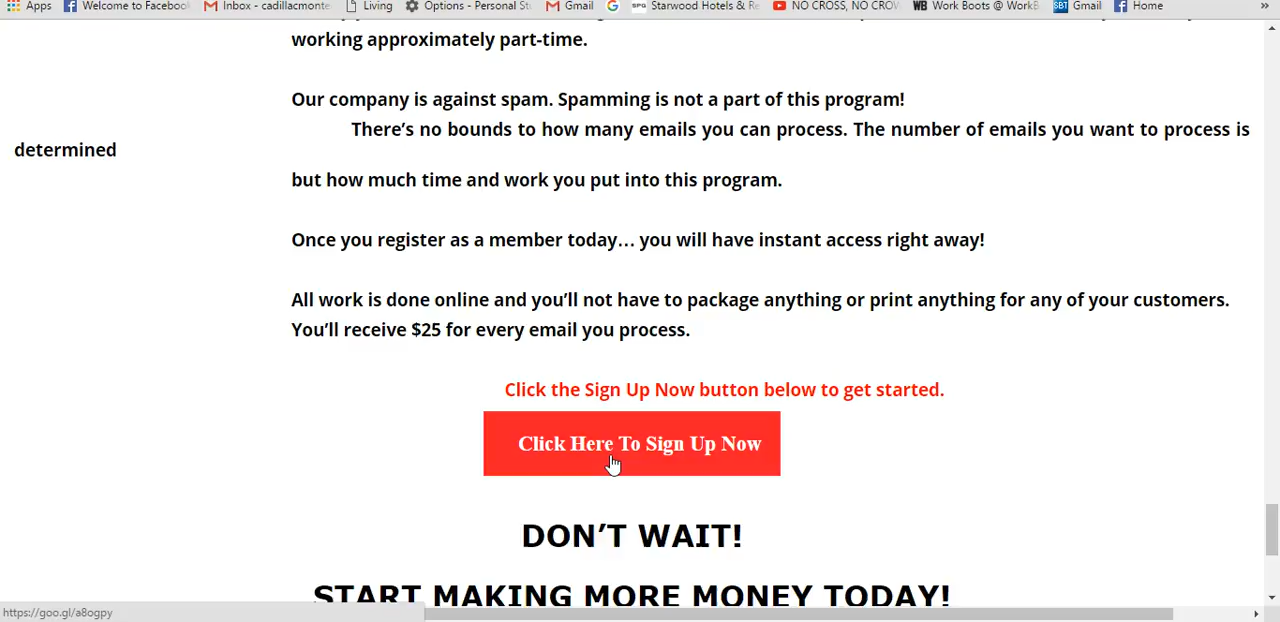 Apps Welcome to Facebook Inbox - cadillacmonte Living Options - Personal St Gmail SPG Starwood Hotels & Re NO CROSS, NO CROW WB Work Boots @ WorkB SBT Gmail Home »
working approximately part-time.
Our company is against spam. Spamming is not a part of this program!
There’s no bounds to how many emails you can process. The number of emails you want to process is
determined
but how much time and work you put into this program.
Once you register as a member today… you will have instant access right away!
All work is done online and you’ll not have to package anything or print anything for any of your customers.
You’ll receive $25 for every email you process.
Click the Sign Up Now button below to get started.
Click Here To Sign Up Now
DON’T WAIT!
START MAKING MORE MONEY TODAY!
https://goo.gl/a8ogpy